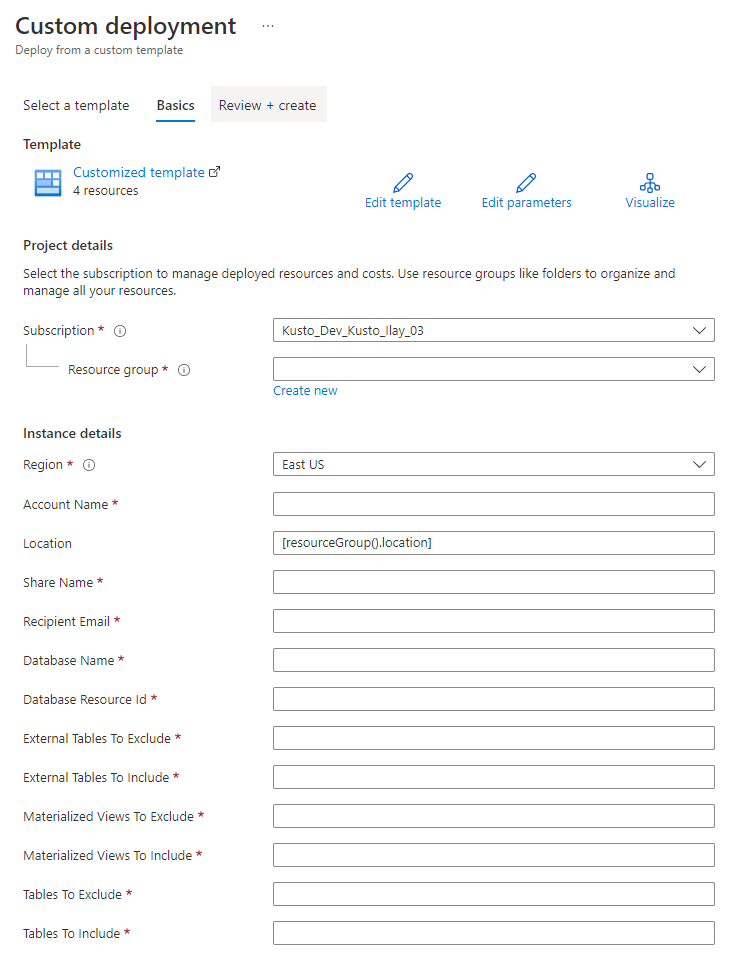 Custom deployment ...
Deploy from a custom template
Select a template Basics Review + create
Template
Customized template
4 resources
Edit template Edit parameters Visualize
Project details
Select the subscription to manage deployed resources and costs. Use resource groups like folders to organize and
manage all your resources.
Subscription * Kusto_Dev_Kusto_Ilay_03
Resource group *
Create new
Instance details
Region * East US
Account Name *
Location [resourceGroup().location]
Share Name *
Recipient Email *
Database Name *
Database Resource Id *
External Tables To Exclude *
External Tables To Include *
Materialized Views To Exclude *
Materialized Views To Include *
Tables To Exclude *
Tables To Include *